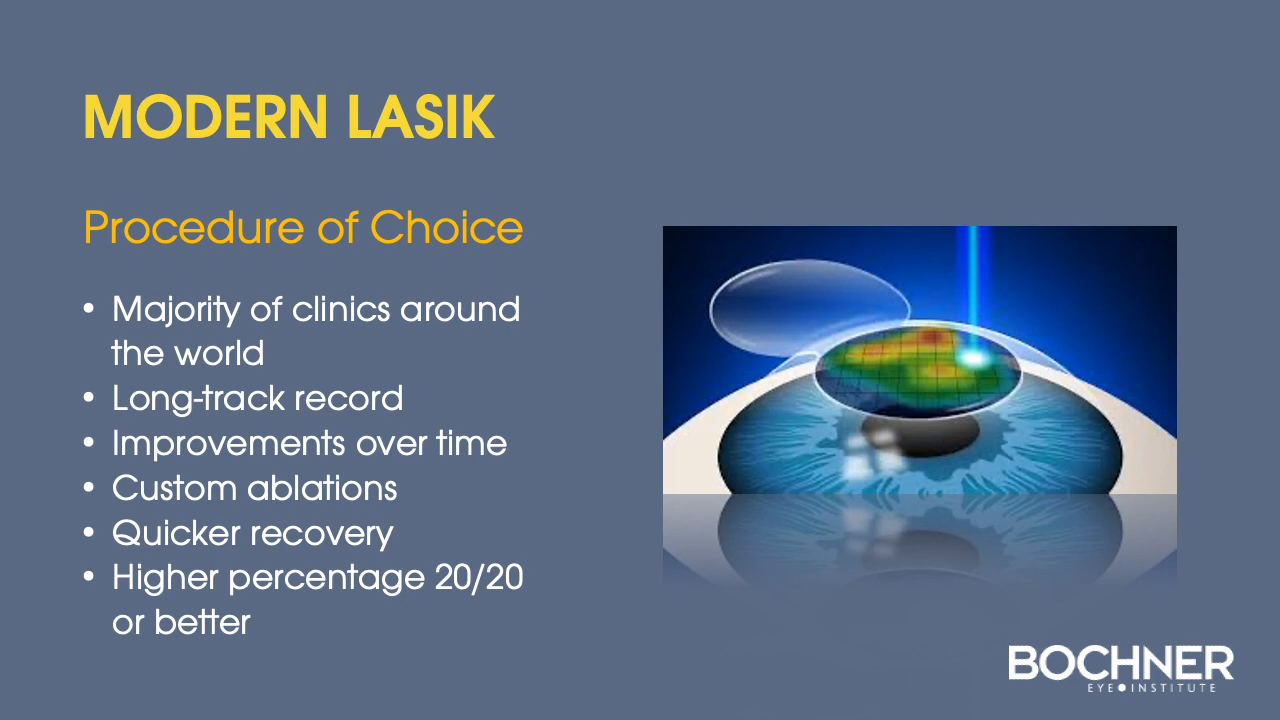 MODERN LASIK
Procedure of Choice
• Majority of clinics around
the world
• Long-track record
• Improvements over time
• Custom ablations
• Quicker recovery
• Higher percentage 20/20
or better
BOCHNER
EYE●INSTITUTE